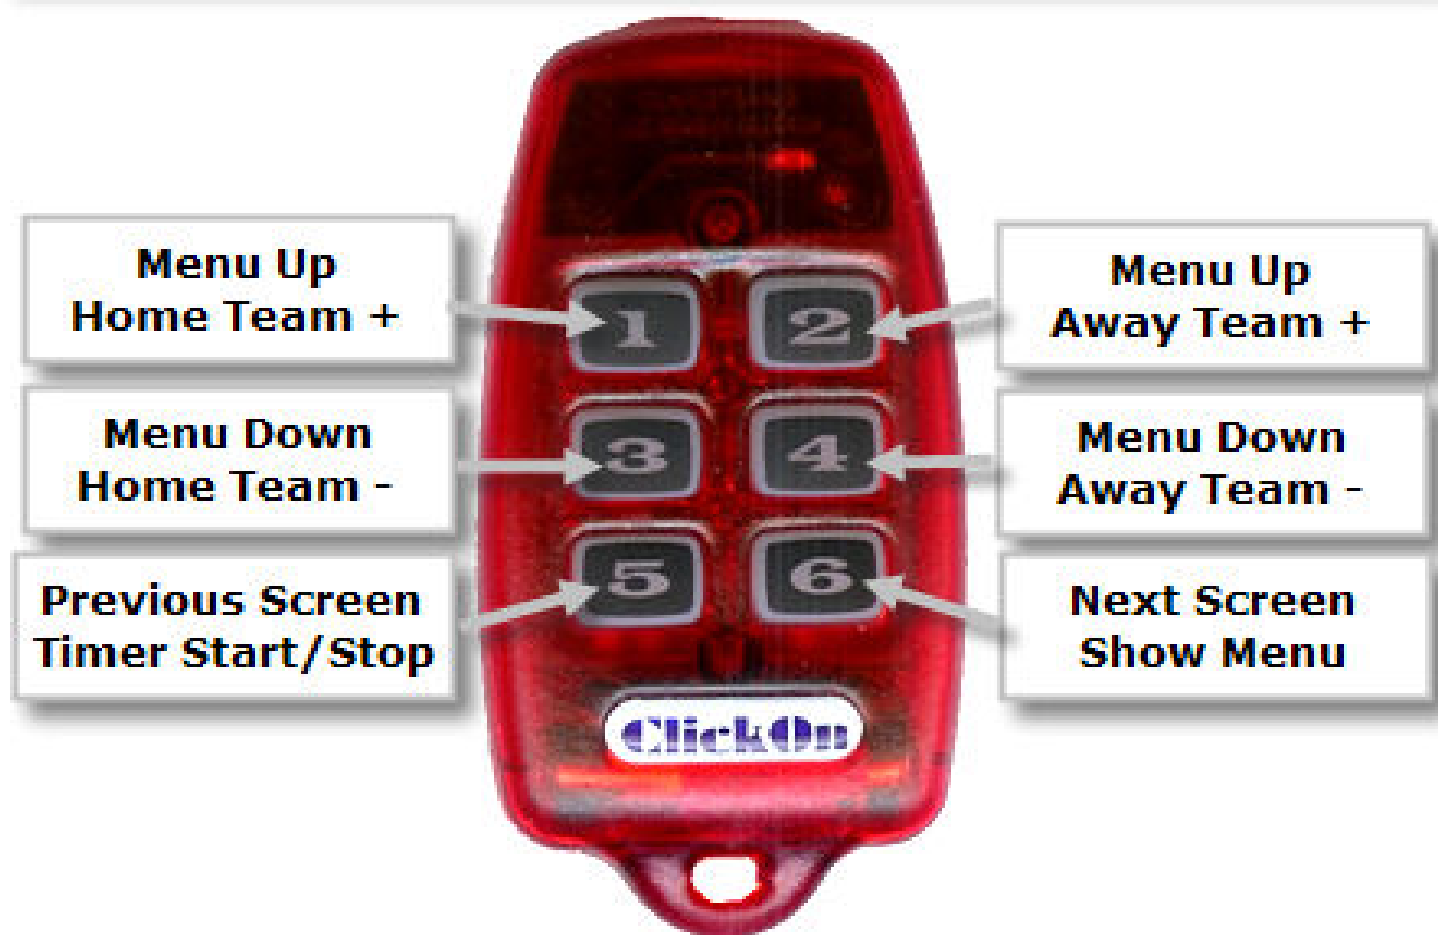 Menu Up
Home Team +
Menu Up
Away Team +
1
2
Menu Down
Home Team -
Menu Down
Away Team -
3
4
Previous Screen
Timer Start/Stop
Next Screen
Show Menu
5
6
ClickOn